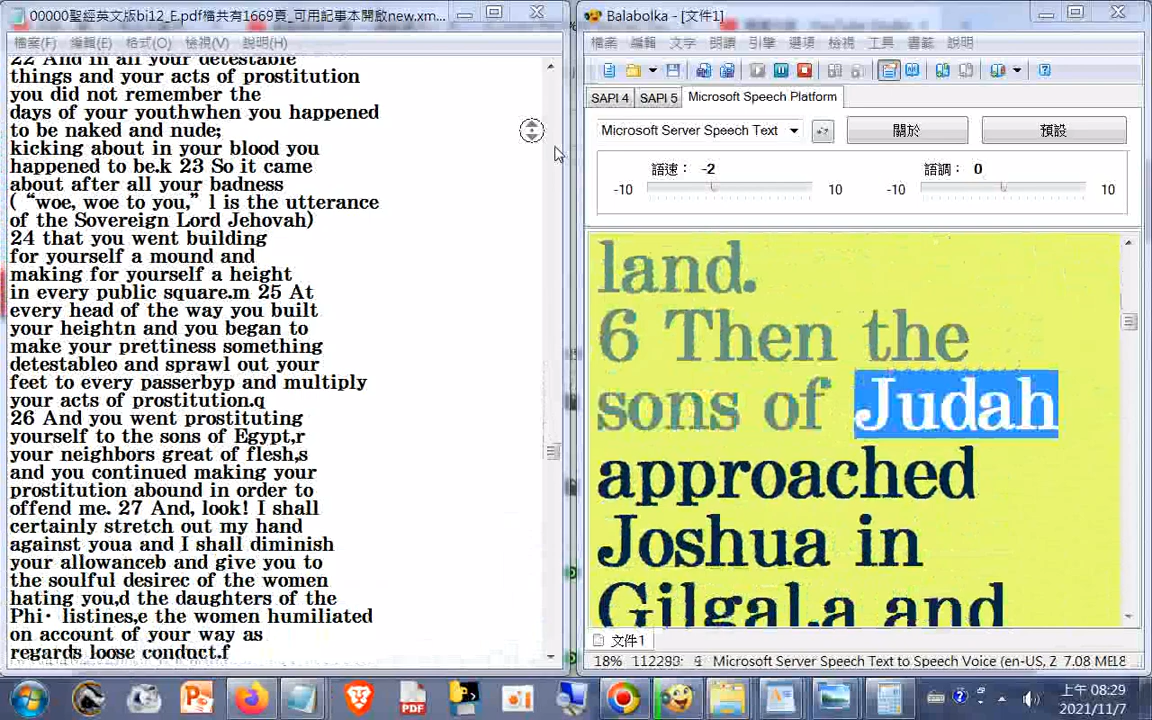 00000聖經英文版bi12_E.pdf檔共有1669頁_可用記事本開啟new.xm...
檔案(F) 編輯(E) 格式(O) 檢視(V) 說明(H)
22 And in all your detestable
things and your acts of prostitution
you did not remember the
days of your youthwhen you happened
to be naked and nude;
kicking about in your blood you
happened to be.k 23 So it came
about after all your badness
( “woe, woe to you,” l is the utterance
of the Sovereign Lord Jehovah)
24 that you went building
for yourself a mound and
making for yourself a height
in every public square.m 25 At
every head of the way you built
your heightn and you began to
make your prettiness something
detestableo and sprawl out your
feet to every passerbyp and multiply
your acts of prostitution.q
26 And you went prostituting
yourself to the sons of Egypt,r
your neighbors great of flesh,s
and you continued making your
prostitution abound in order to
offend me. 27 And, look! I shall
certainly stretch out my hand
against youa and I shall diminish
your allowanceb and give you to
the soulful desirec of the women
hating you,d the daughters of the
Phi· listines,e the women humiliated
on account of your way as
regards loose conduct.f
Balabolka - [文件1]
檔案 編輯 文字 朗讀 引擎 選項 檢視 工具 書籤 說明
SAPI 4 SAPI 5 Microsoft Speech Platform
Microsoft Server Speech Text 關於 預設
語速： -2 語調： 0
-10 10 -10 10
land.
6 Then the
sons of Judah
approached
Joshua in
Gilgal,a and
文件1
18% Microsoft Server Speech Text to Speech Voice (en-US, Z 7.08
PDF
上午 08:29
2021/11/7